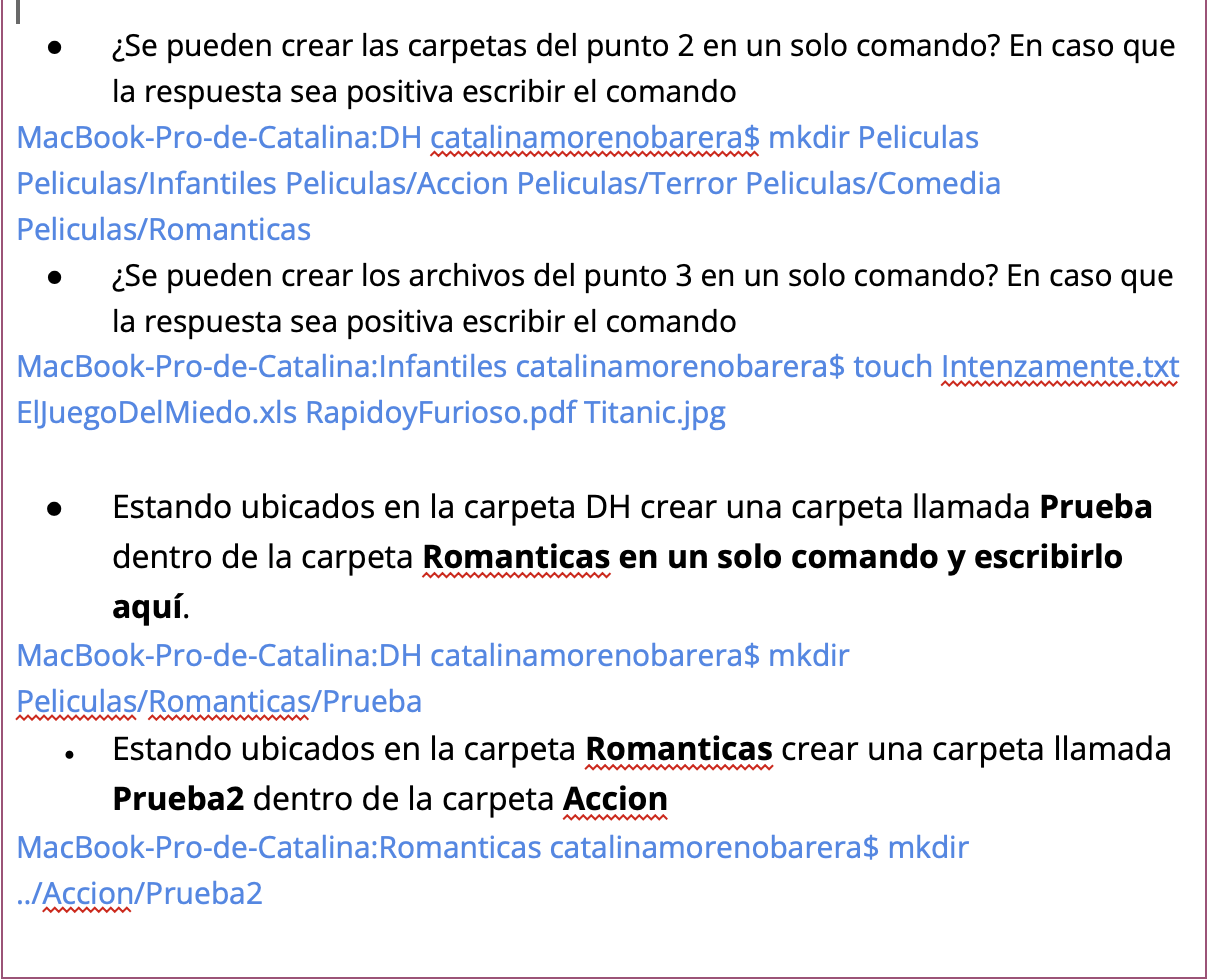 ● ¿Se pueden crear las carpetas del punto 2 en un solo comando? En caso que
la respuesta sea positiva escribir el comando
MacBook-Pro-de-Catalina:DH catalinamorenobarera$ mkdir Peliculas
Peliculas/Infantiles Peliculas/Accion Peliculas/Terror Peliculas/Comedia
Peliculas/Romanticas
● ¿Se pueden crear los archivos del punto 3 en un solo comando? En caso que
la respuesta sea positiva escribir el comando
MacBook-Pro-de-Catalina:Infantiles catalinamorenobarera$ touch Intenzamente.txt
ElJuegoDelMiedo.xls RapidoyFurioso.pdf Titanic.jpg
● Estando ubicados en la carpeta DH crear una carpeta llamada Prueba
dentro de la carpeta Romanticas en un solo comando y escribirlo
aquí.
MacBook-Pro-de-Catalina:DH catalinamorenobarera$ mkdir
Peliculas/Romanticas/Prueba
• Estando ubicados en la carpeta Romanticas crear una carpeta llamada
Prueba2 dentro de la carpeta Accion
MacBook-Pro-de-Catalina:Romanticas catalinamorenobarera$ mkdir
../Accion/Prueba2